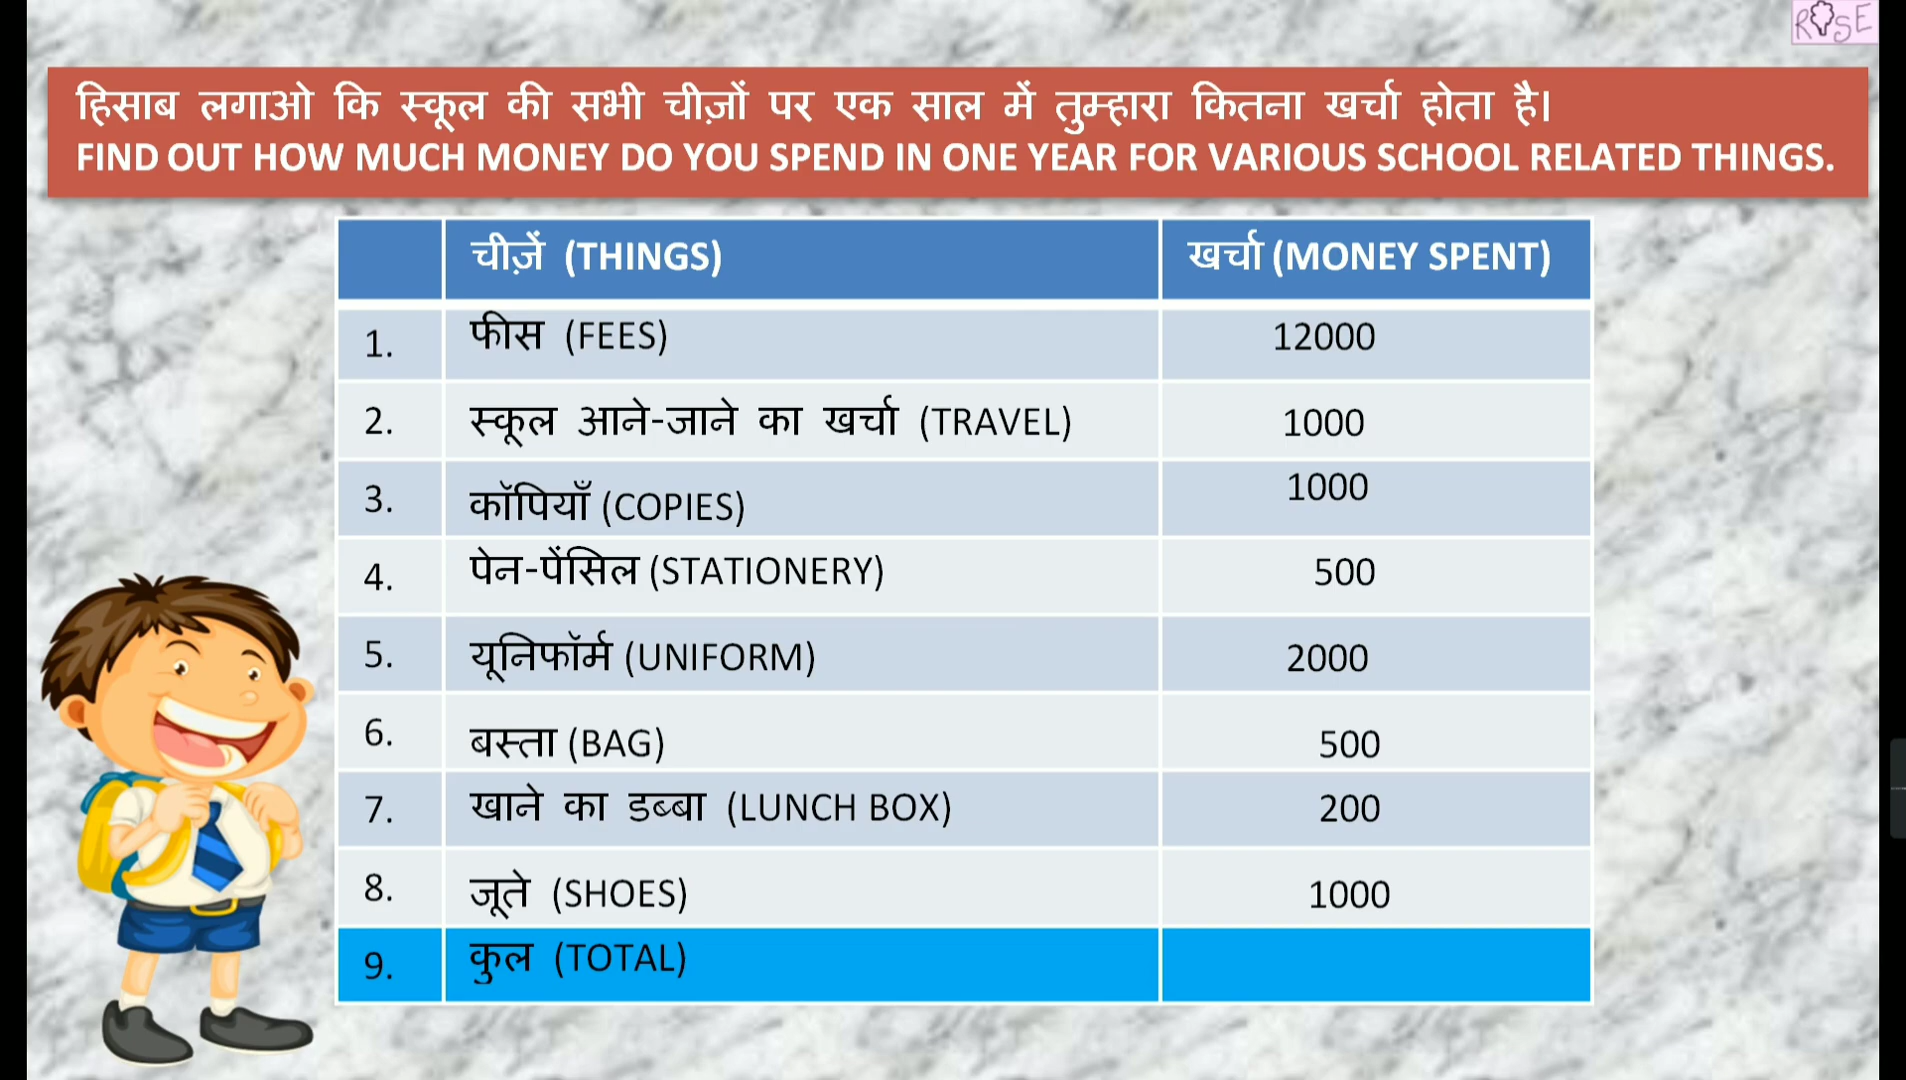 ROSE
हिसाब लगाओ कि स्कूल की सभी चीज़ों पर एक साल में तुम्हारा कितना खर्चा होता है।
FIND OUT HOW MUCH MONEY DO YOU SPEND IN ONE YEAR FOR VARIOUS SCHOOL RELATED THINGS.
चीज़ें (THINGS) खर्चा (MONEY SPENT)
1. फीस (FEES) 12000
2. स्कूल आने-जाने का खर्चा (TRAVEL) 1000
3. कॉपियाँ (COPIES) 1000
4. पेन-पेंसिल (STATIONERY) 500
5. यूनिफॉर्म (UNIFORM) 2000
6. बस्ता (BAG) 500
7. खाने का डब्बा (LUNCH BOX) 200
8. जूते (SHOES) 1000
9. कुल (TOTAL)